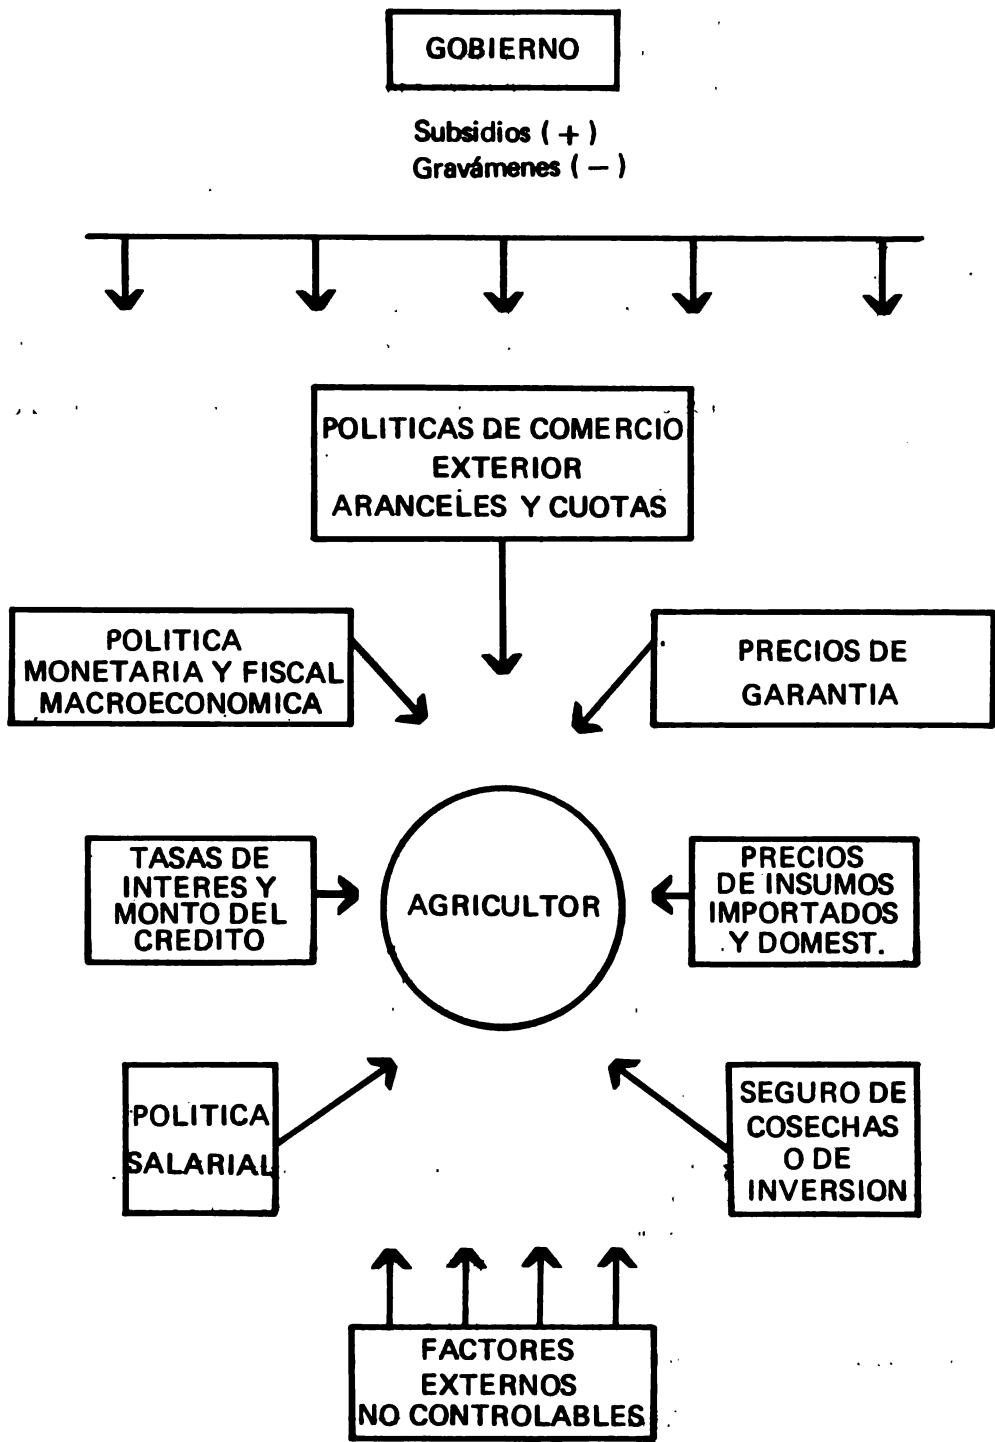 GOBIERNO
Subsidios ( + )
Gravámenes ( — )
POLITICAS DE COMERCIO
EXTERIOR
ARANCELES Y CUOTAS
POLITICA
MONETARIA Y FISCAL
MACROECONOMICA
PRECIOS DE
GARANTIA
TASAS DE
INTERES Y
MONTO DEL
CREDITO
AGRICULTOR
PRECIOS
DE INSUMOS
IMPORTADOS
Y DOMEST.
POLITICA
SALARIAL
SEGURO DE
COSECHAS
O DE
INVERSION
FACTORES
EXTERNOS
NO CONTROLABLES